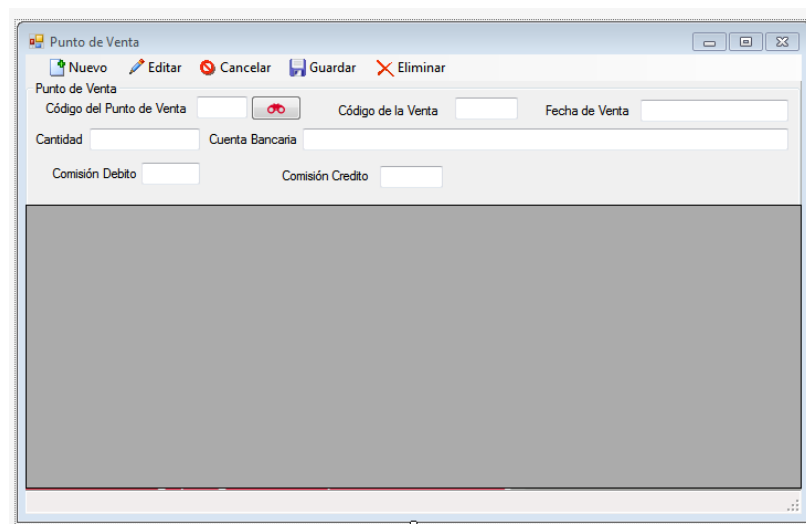 Punto de Venta
Nuevo Editar Cancelar Guardar Eliminar
Punto de Venta
Código del Punto de Venta Código de la Venta Fecha de Venta
Cantidad Cuenta Bancaria
Comisión Debito Comisión Credito